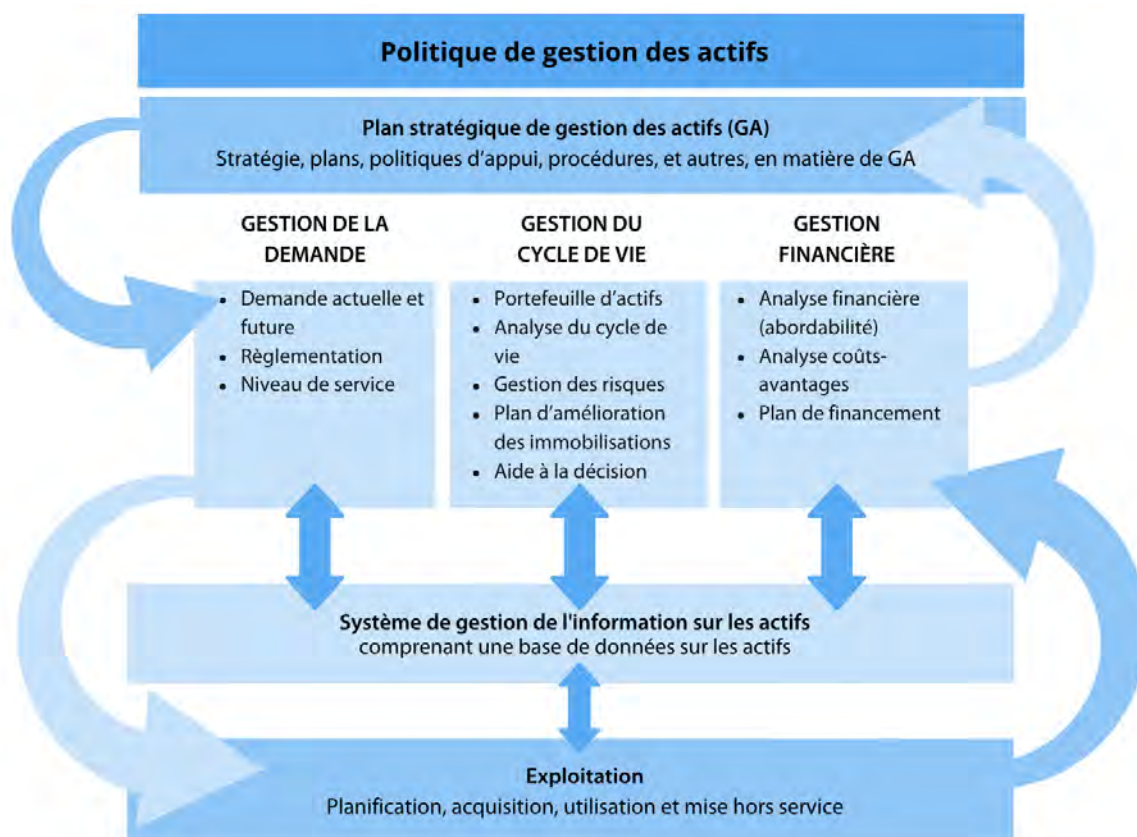 Politique de gestion des actifs
Plan stratégique de gestion des actifs (GA)
Stratégie, plans, politiques d'appui, procédures, et autres, en matière de GA
GESTION DE LA
DEMANDE
• Demande actuelle et
future
• Règlementation
• Niveau de service
GESTION DU
CYCLE DE VIE
• Portefeuille d'actifs
• Analyse du cycle de
vie
• Gestion des risques
• Plan d'amélioration
des immobilisations
• Aide à la décision
GESTION
FINANCIÈRE
• Analyse financière
(abordabilité)
• Analyse coûts-
avantages
• Plan de financement
Système de gestion de l'information sur les actifs
comprenant une base de données sur les actifs
Exploitation
Planification, acquisition, utilisation et mise hors service